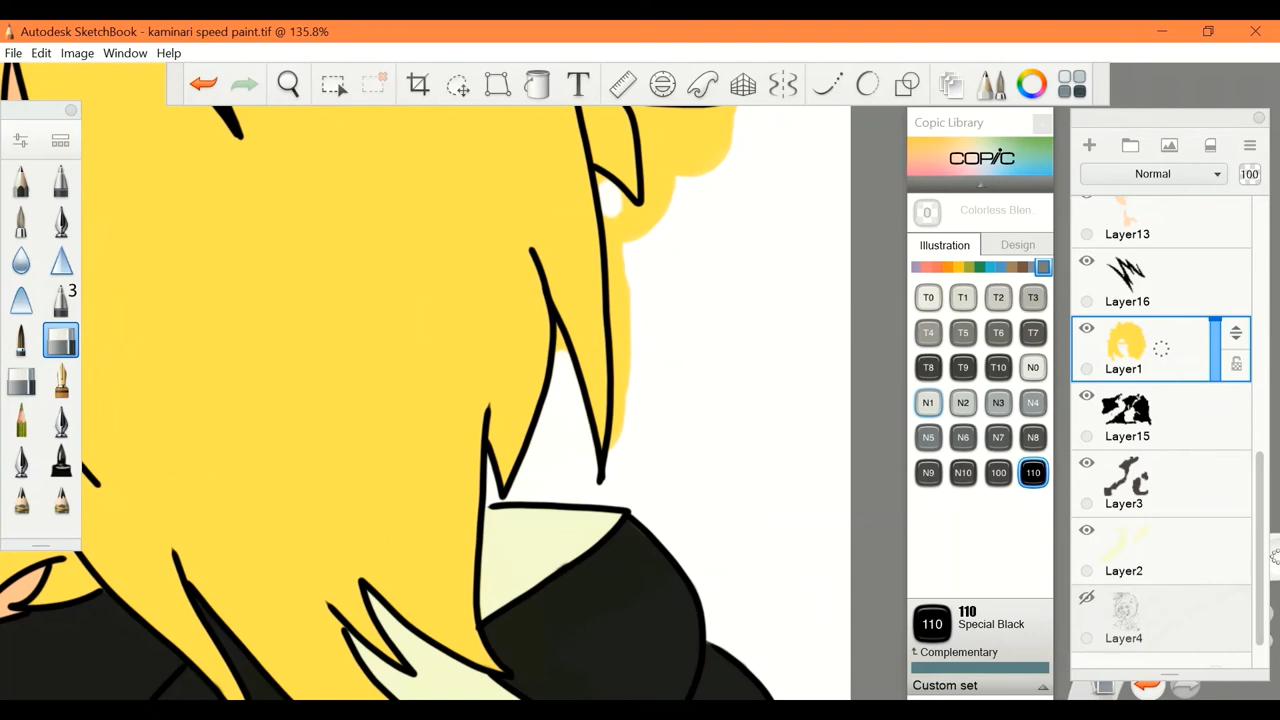 Autodesk SketchBook - kaminari speed paint.tif @ 135.8%
File Edit Image Window Help
T
3
Copic Library
COPIC
0 Colorless Blen..
Illustration Design
T0 T1 T2 T3
T4 T5 T6 T7
T8 T9 T10 N0
N1 N2 N3 N4
N5 N6 N7 N8
N9 N10 100 110
110 110
Special Black
Complementary
Custom set
Normal 100
Layer13
Layer16
Layer1
Layer15
Layer3
Layer2
Layer4